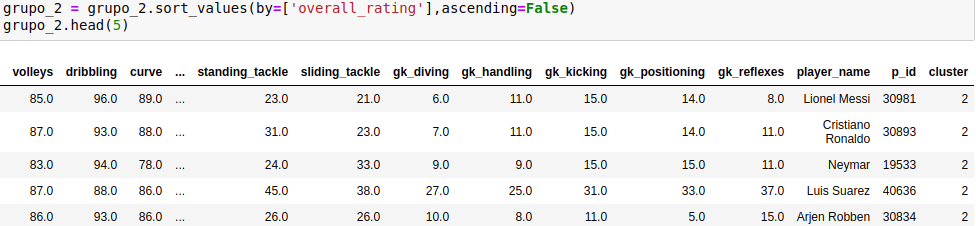 grupo_2 = grupo_2.sort_values(by=['overall_rating'],ascending=False)
grupo_2.head(5)
volleys dribbling curve ... standing_tackle sliding_tackle gk_diving gk_handling gk_kicking gk_positioning gk_reflexes player_name p_id cluster
85.0 96.0 89.0 ... 23.0 21.0 6.0 11.0 15.0 14.0 8.0 Lionel Messi 30981 2
87.0 93.0 88.0 ... 31.0 23.0 7.0 11.0 15.0 14.0 11.0 Cristiano Ronaldo 30893 2
83.0 94.0 78.0 ... 24.0 33.0 9.0 9.0 15.0 15.0 11.0 Neymar 19533 2
87.0 88.0 86.0 ... 45.0 38.0 27.0 25.0 31.0 33.0 37.0 Luis Suarez 40636 2
86.0 93.0 86.0 ... 26.0 26.0 10.0 8.0 11.0 5.0 15.0 Arjen Robben 30834 2